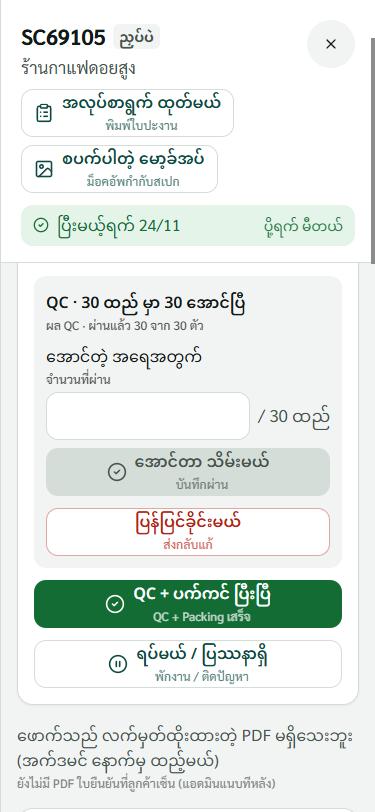 SC69105 ညှပ်ပဲ
ร้านกาแฟดอยสูง
အလုပ်စာရွက် ထုတ်မယ်
พิมพ์ใบปะงาน
စပက်ပါတဲ့ မော့ခ်အပ်
ม็อคอัพกำกับสเปก
ပြီးမယ့်ရက် 24/11 ပို့ရက် မီတယ်
QC · 30 ထည် မှာ 30 အောင်ပြီ
ผล QC · ผ่านแล้ว 30 จาก 30 ตัว
အောင်တဲ့ အရေအတွက်
จำนวนที่ผ่าน
/ 30 ထည်
အောင်တာ သိမ်းမယ်
บันทึกผ่าน
ပြန်ပြင်ခိုင်းမယ်
ส่งกลับแก้
QC + ပက်ကင် ပြီးပြီ
QC + Packing เสร็จ
ရပ်မယ် / ပြဿနာရှိ
พักงาน / ติดปัญหา
ဖောက်သည် လက်မှတ်ထိုးထားတဲ့ PDF မရှိသေးဘူး
(အက်ဒမင် နောက်မှ ထည့်မယ်)
ยังไม่มี PDF ใบยืนยันที่ลูกค้าเซ็น (แอดมินแนบทีหลัง)